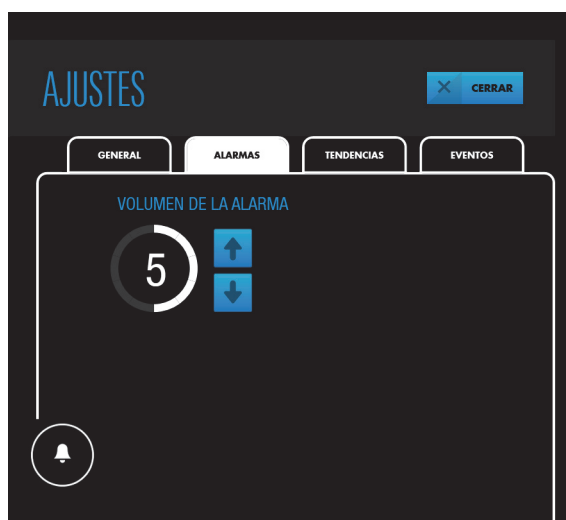 AJUSTES
CERRAR
GENERAL
ALARMAS
TENDENCIAS
EVENTOS
VOLUMEN DE LA ALARMA
5